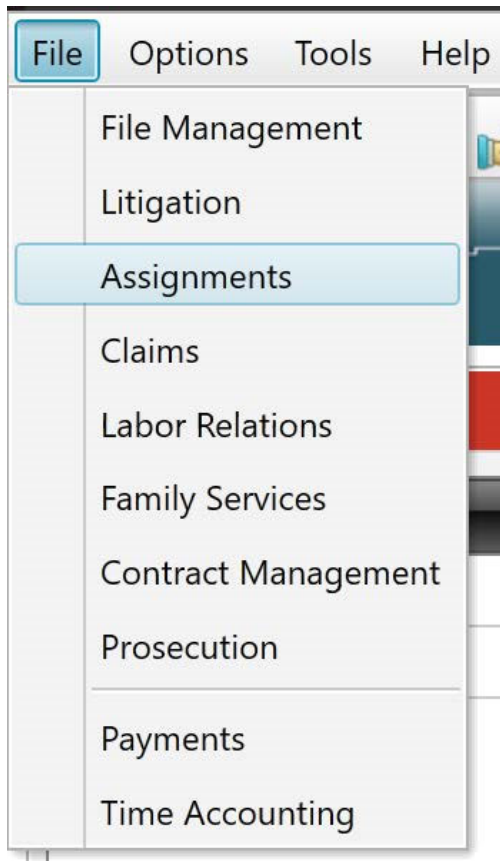 File Options Tools Help
File Management
Litigation
Assignments
Claims
Labor Relations
Family Services
Contract Management
Prosecution
Payments
Time Accounting